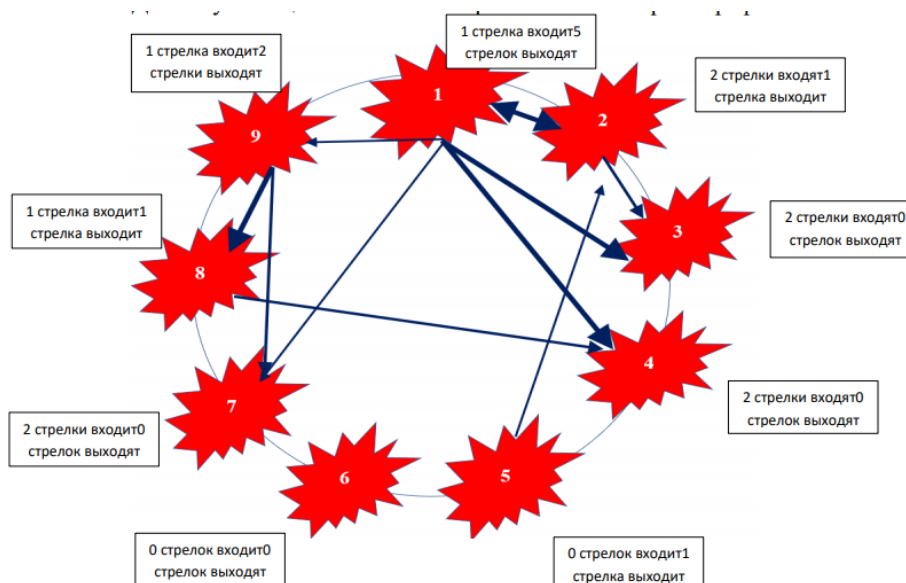 1 стрелка входит2
стрелки выходят
1 стрелка входит5
стрелок выходят
2 стрелки входят1
стрелка выходит
1
2
9
1 стрелка входит1
стрелка выходит
2 стрелки входят0
стрелок выходят
3
8
4
2 стрелки входит0
стрелок выходят
7
2 стрелки входят0
стрелок выходят
6
5
0 стрелок входит0
стрелок выходят
0 стрелок входит1
стрелка выходит